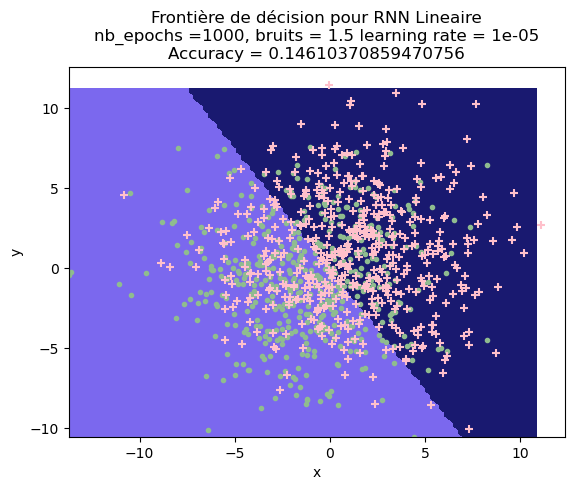 Frontière de décision pour RNN Lineaire
nb_epochs =1000, bruits = 1.5 learning rate = 1e-05
Accuracy = 0.14610370859470756
10
5
y
0
−5
−10
−10
−5
0
5
10
x